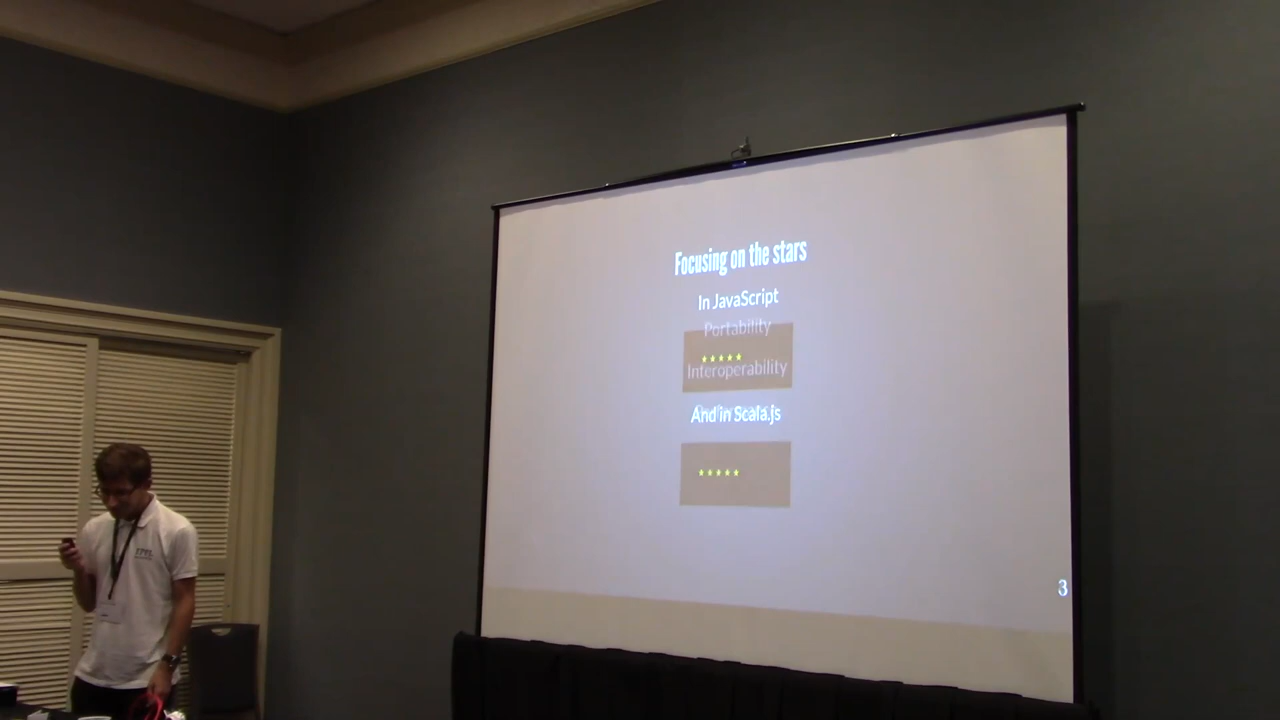 Focusing on the stars
In JavaScript
Portability
★★★★★
Interoperability
And in Scala.js
★★★★★
3